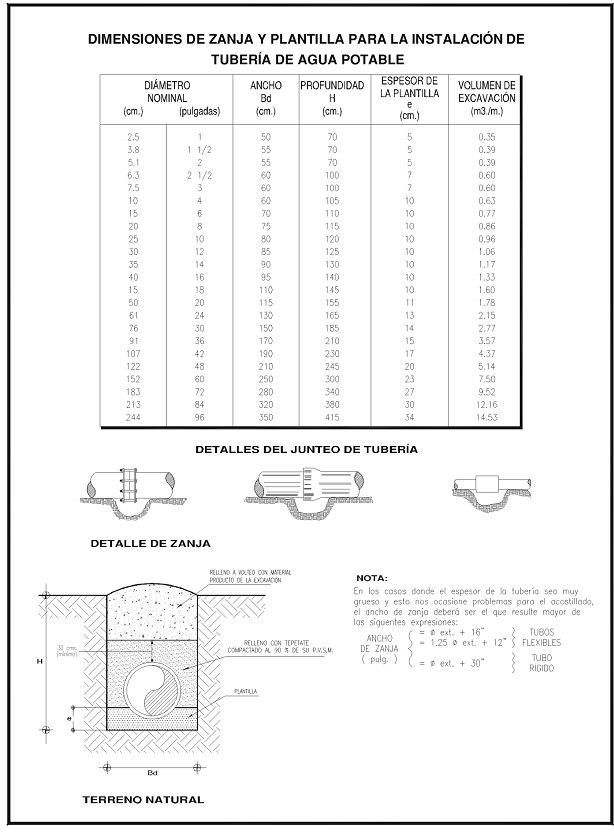 DIMENSIONES DE ZANJA Y PLANTILLA PARA LA INSTALACIÓN DE
TUBERÍA DE AGUA POTABLE
DIÁMETRO NOMINAL (cm.) (pulgadas) ANCHO Bd (cm.) PROFUNDIDAD H (cm.) ESPESOR DE LA PLANTILLA e (cm.) VOLUMEN DE EXCAVACIÓN (m3./m.)
2.5 1 50 70 5 0.35
3.8 1 1/2 55 70 5 0.39
5.1 2 55 70 5 0.39
6.3 2 1/2 60 100 7 0.60
7.5 3 60 100 7 0.60
10 4 60 105 10 0.63
15 6 70 110 10 0.77
20 8 75 115 10 0.86
25 10 80 120 10 0.96
30 12 85 125 10 1.06
35 14 90 130 10 1.17
40 16 95 140 10 1.33
15 18 110 145 10 1.60
50 20 115 155 11 1.78
61 24 130 165 13 2.15
76 30 150 185 14 2.77
91 36 170 210 15 3.57
107 42 190 230 17 4.37
122 48 210 245 20 5.14
152 60 250 300 23 7.50
183 72 280 340 27 9.52
213 84 320 380 30 12.16
244 96 350 415 34 14.53
DETALLES DEL JUNTEO DE TUBERÍA
DETALLE DE ZANJA
RELLENO A VOLTEO CON MATERIAL
PRODUCTO DE LA EXCAVACIÓN
RELLENO CON TEPETATE
COMPACTADO AL 90 % DE SU P.V.S.M.
30 cms.
(mínimo)
PLANTILLA
H
e
Bd
TERRENO NATURAL
NOTA:
En los casos donde el espesor de la tubería sea muy
grueso y esto nos ocasione problemas para el acostillado,
el ancho de zanja deberá ser el que resulte mayor de
las siguientes expresiones:
ANCHO
DE ZANJA
( pulg. )
= ø ext. + 16"
= 1.25 ø ext. + 12"
TUBOS
FLEXIBLES
= ø ext. + 30"
TUBO
RÍGIDO